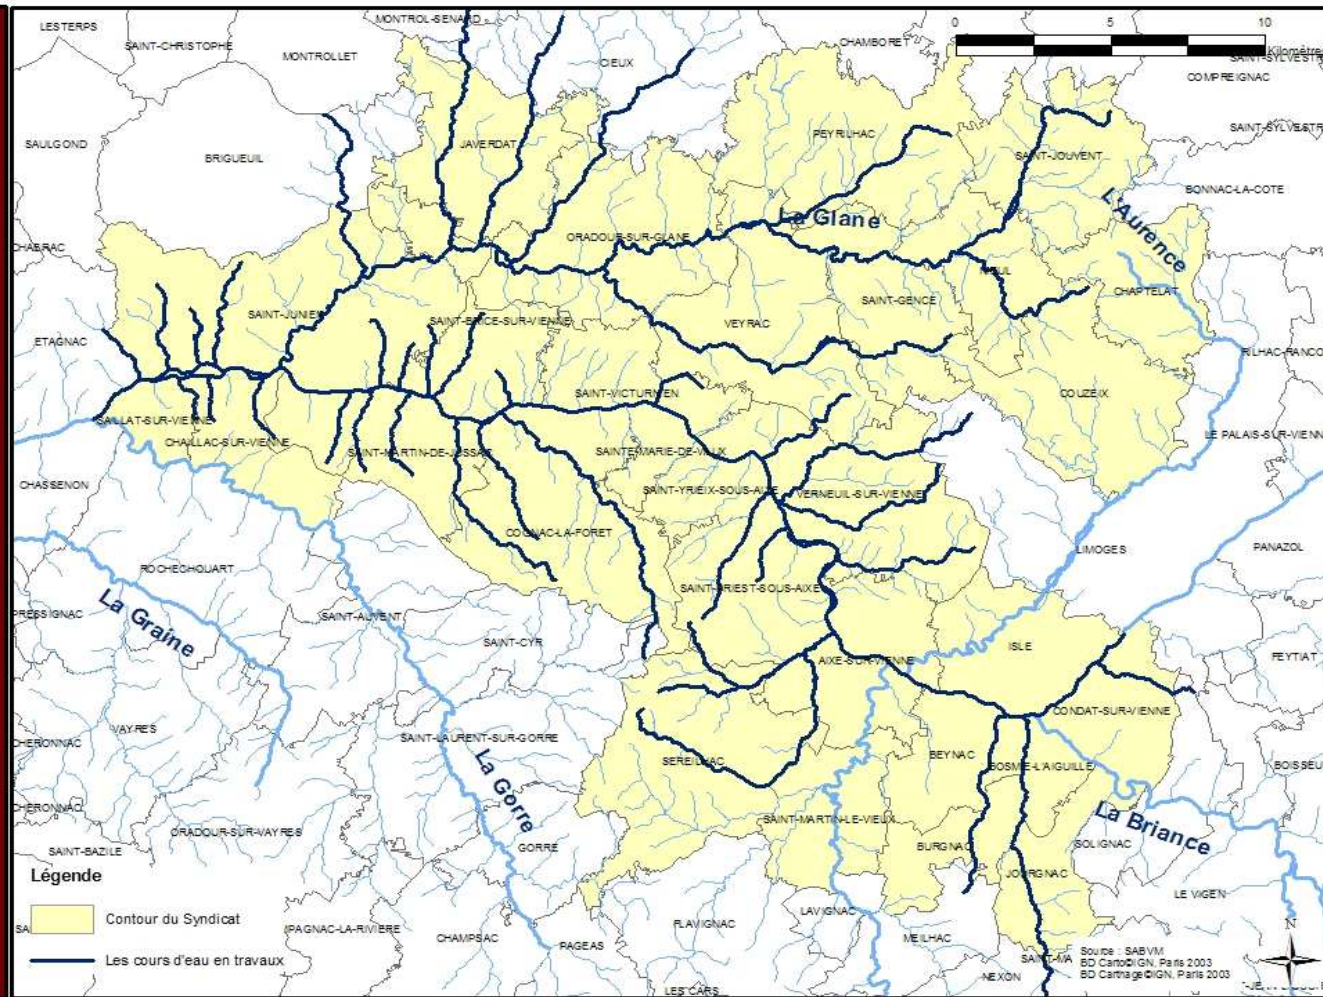 LESTERPS
MONTROL-SENARD
0 5 10
SAINT-CHRISTOPHE
MONTROLLET
CIEUX
CHAMBORET
Kilomètre
SAINT-SYLVESTR
COMPREIGNAC
SAULGOND
BRIGUEUIL
JAVERDAT
PEYRILHAC
SAINT-SYLVESTR
SAINT-JOUVENT
BONNAC-LA-COTE
CHABRAC
ORADOUR-SUR-GLANE
La Glane
L'Aurence
CHAPTELAT
SAINT-JUNIEN
SAINT-BRICE-SUR-VIENNE
VEYRAC
SAINT-GENCE
ETAGNAC
RILHAC-RANCO
SAINT-VICTURNIEN
COUZEIX
SAILLAT-SUR-VIENNE
CHAILLAC-SUR-VIENNE
SAINT-MARTIN-DE-JUSSAC
SAINTE-MARIE-DE-VAUX
LE PALAIS-SUR-VIENN
CHASSENON
SAINT-YRIEIX-SOUS-AIXE
VERNEUIL-SUR-VIENNE
COGNAC-LA-FORET
LIMOGES
PANAZOL
ROCHECHOUART
SAINT-PRIEST-SOUS-AIXE
PRESSIGNAC
La Graine
SAINT-AUVENT
SAINT-CYR
AIXE-SUR-VIENNE
ISLE
FEYTIAT
VAYRES
CHERONNAC
SAINT-LAURENT-SUR-GORRE
La Gorre
SEREILHAC
BEYNAC
CONDAT-SUR-VIENNE
BOSMIE-L'AIGUILLE
BOISSEU
CHERONNAC
ORADOUR-SUR-VAYRES
SAINT-MARTIN-LE-VIEUX
La Briance
SAINT-BAZILE
GORRE
BURGNAC
SOLIGNAC
Légende
JOURGNAC
LE VIGEN
Contour du Syndicat
PAGNAC-LA-RIVIERE
CHAMPSAC
PAGEAS
FLAVIGNAC
LAVIGNAC
MEILHAC
N
Les cours d'eau en travaux
SAINT-MA
NEXON
LES CARS
Source : SABVM
BD Carto©IGN, Paris 2003
BD Carthage©IGN, Paris 2003